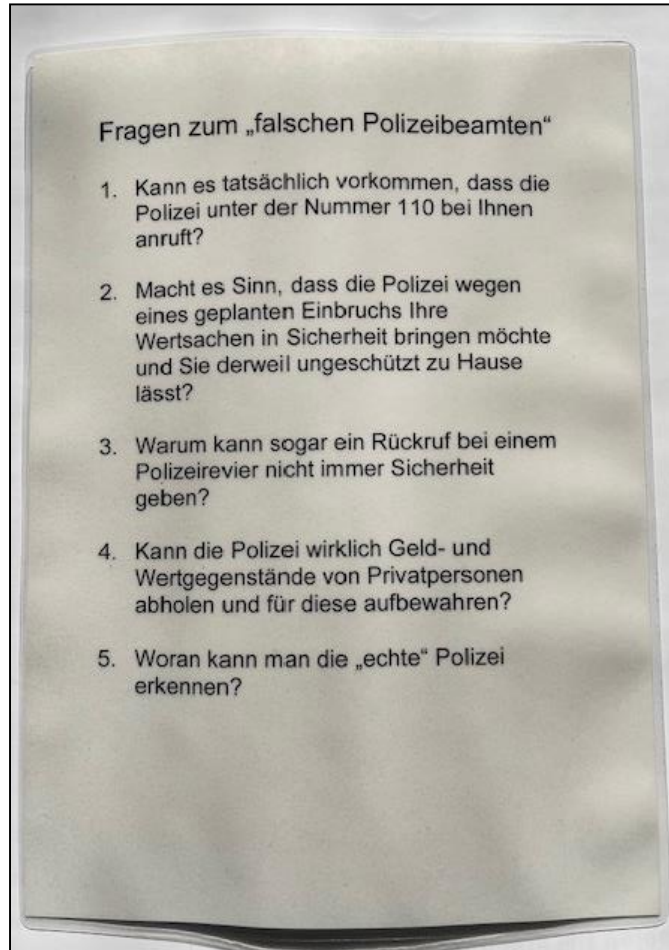 Fragen zum „falschen Polizeibeamten“
1. Kann es tatsächlich vorkommen, dass die
Polizei unter der Nummer 110 bei Ihnen
anruft?
2. Macht es Sinn, dass die Polizei wegen
eines geplanten Einbruchs Ihre
Wertsachen in Sicherheit bringen möchte
und Sie derweil ungeschützt zu Hause
lässt?
3. Warum kann sogar ein Rückruf bei einem
Polizeirevier nicht immer Sicherheit
geben?
4. Kann die Polizei wirklich Geld- und
Wertgegenstände von Privatpersonen
abholen und für diese aufbewahren?
5. Woran kann man die „echte“ Polizei
erkennen?